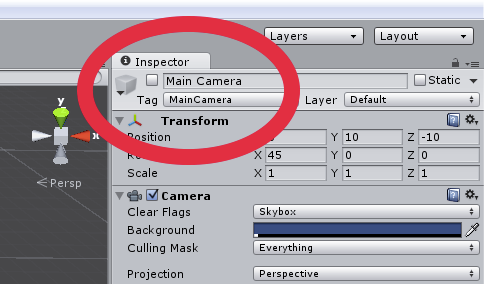 Layers Layout
Inspector
Main Camera Static
Tag MainCamera Layer Default
Transform
Position Y 10 Z -10
X 45 Y 0 Z 0
Scale X 1 Y 1 Z 1
Camera
Clear Flags Skybox
Background
Culling Mask Everything
Projection Perspective
y
x
Persp